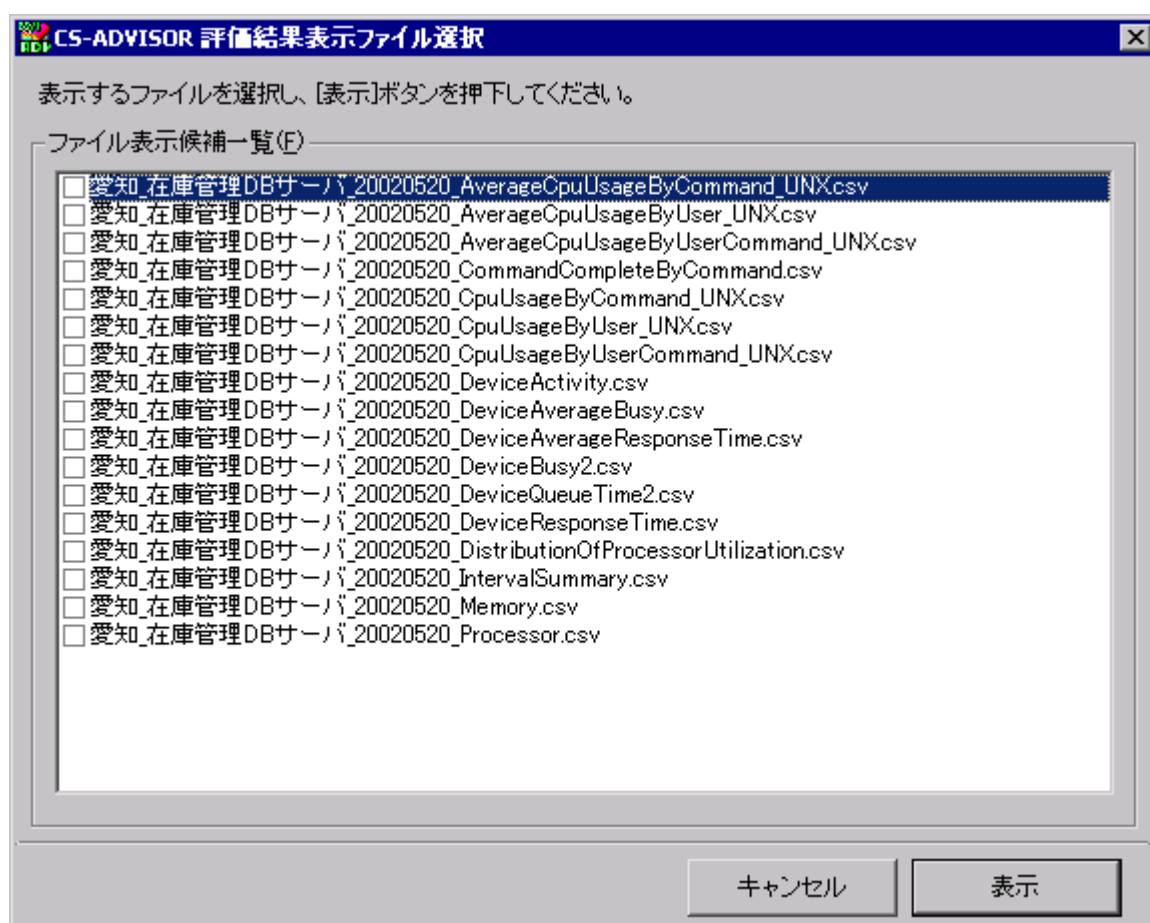 CS-ADVISOR 評価結果表示ファイル選択
表示するファイルを選択し、[表示]ボタンを押下してください。
ファイル表示候補一覧(F)
愛知_在庫管理DBサーバ_20020520_AverageCpuUsageByCommand_UNX.csv
愛知_在庫管理DBサーバ_20020520_AverageCpuUsageByUser_UNX.csv
愛知_在庫管理DBサーバ_20020520_AverageCpuUsageByUserCommand_UNX.csv
愛知_在庫管理DBサーバ_20020520_CommandCompleteByCommand.csv
愛知_在庫管理DBサーバ_20020520_CpuUsageByCommand_UNX.csv
愛知_在庫管理DBサーバ_20020520_CpuUsageByUser_UNX.csv
愛知_在庫管理DBサーバ_20020520_CpuUsageByUserCommand_UNX.csv
愛知_在庫管理DBサーバ_20020520_DeviceActivity.csv
愛知_在庫管理DBサーバ_20020520_DeviceAverageBusy.csv
愛知_在庫管理DBサーバ_20020520_DeviceAverageResponseTime.csv
愛知_在庫管理DBサーバ_20020520_DeviceBusy2.csv
愛知_在庫管理DBサーバ_20020520_DeviceQueueTime2.csv
愛知_在庫管理DBサーバ_20020520_DeviceResponseTime.csv
愛知_在庫管理DBサーバ_20020520_DistributionOfProcessorUtilization.csv
愛知_在庫管理DBサーバ_20020520_IntervalSummary.csv
愛知_在庫管理DBサーバ_20020520_Memory.csv
愛知_在庫管理DBサーバ_20020520_Processor.csv
キャンセル 表示